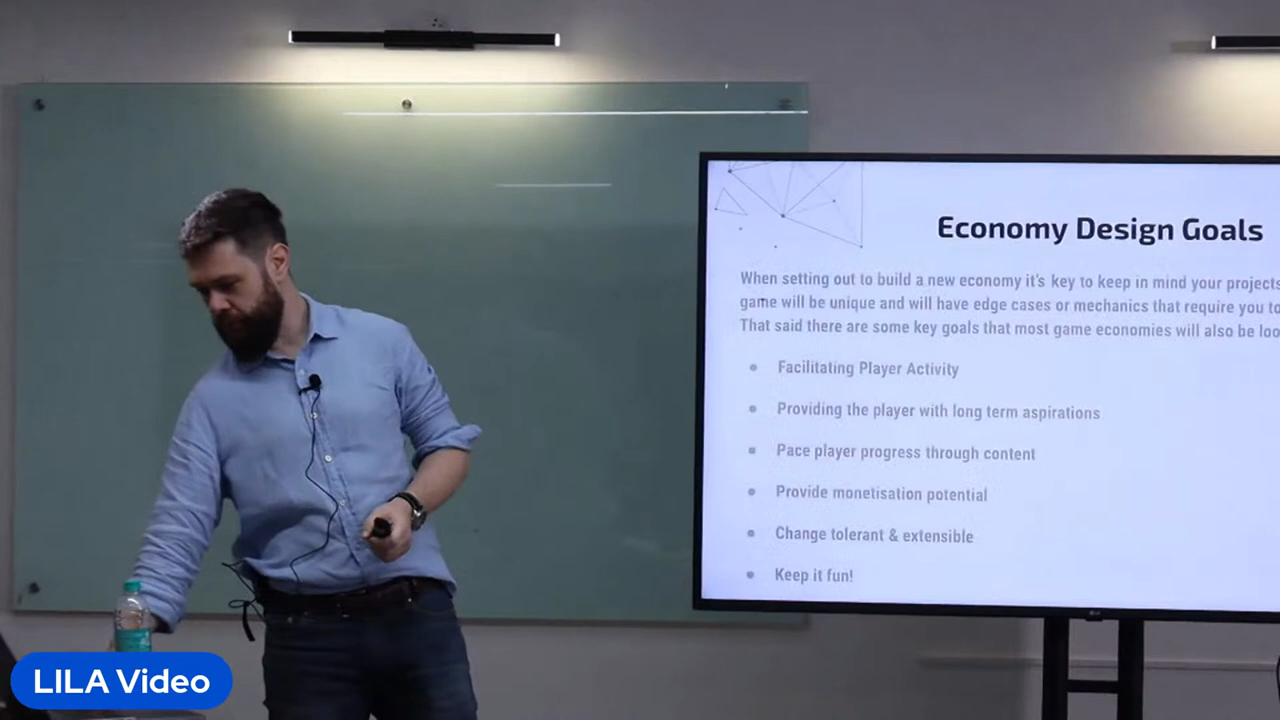 Economy Design Goals
When setting out to build a new economy it's key to keep in mind your projects
game will be unique and will have edge cases or mechanics that require you to
That said there are some key goals that most game economies will also be loo
Facilitating Player Activity
Providing the player with long term aspirations
Pace player progress through content
Provide monetisation potential
Change tolerant & extensible
Keep it fun!
LG
LILA Video